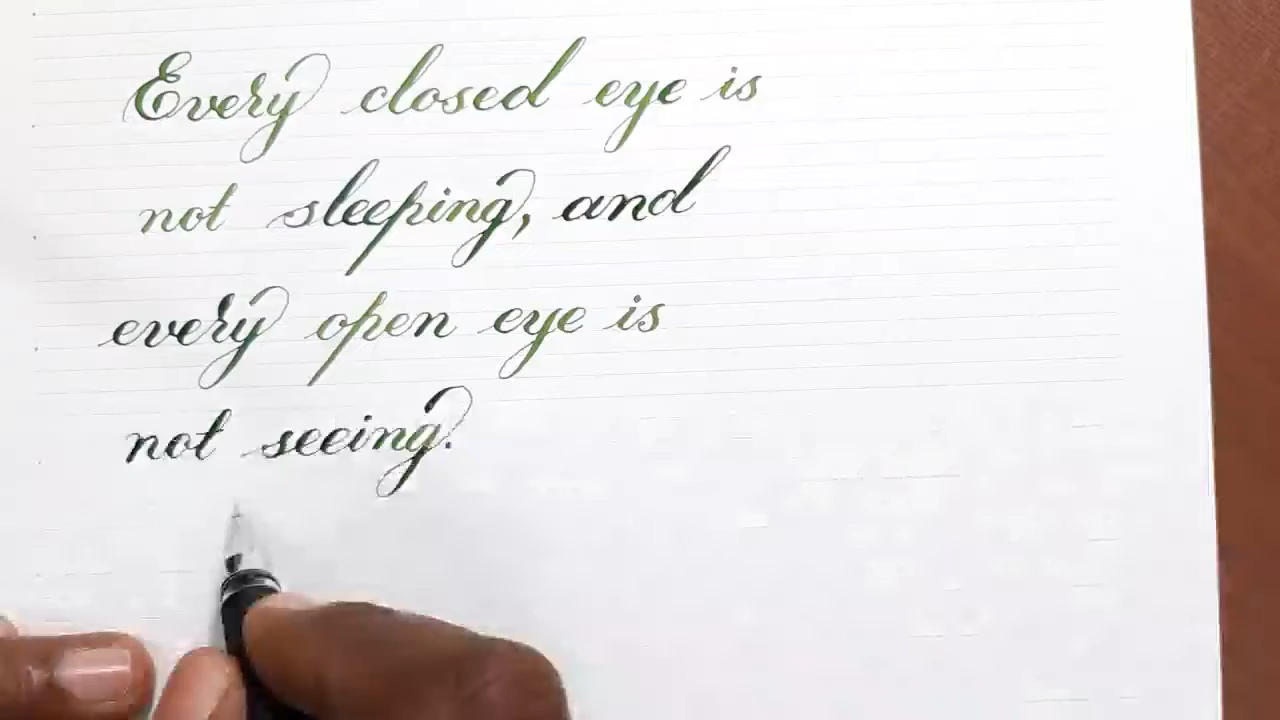 Every closed eye is
not sleeping, and
every open eye is
not seeing.